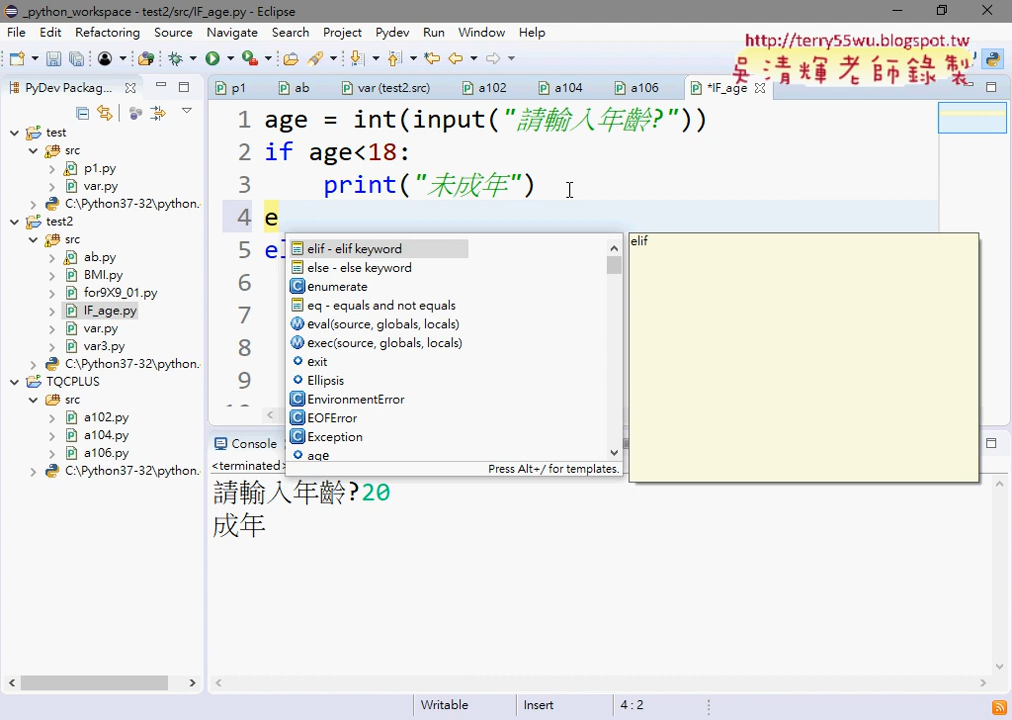 _python_workspace - test2/src/IF_age.py - Eclipse
File Edit Refactoring Source Navigate Search Project Pydev Run Window Help
http://terry55wu.blogspot.tw
吳清輝老師錄製
PyDev Packag...
p1 ab var (test2.src) a102 a104 a106 *IF_age
test
src
p1.py
var.py
C:\Python37-32\python.
test2
src
ab.py
BMI.py
for9X9_01.py
IF_age.py
var.py
var3.py
C:\Python37-32\python.
TQCPLUS
src
a102.py
a104.py
a106.py
C:\Python37-32\python.
1 age = int(input("請輸入年齡?"))
2 if age<18:
3 print("未成年")
4 e
5 el
6
7
8
9
elif - elif keyword
else - else keyword
enumerate
eq - equals and not equals
eval(source, globals, locals)
exec(source, globals, locals)
exit
Ellipsis
EnvironmentError
EOFError
Exception
age
Press Alt+/ for templates.
elif
Console
<terminated>
請輸入年齡?20
成年
Writable Insert 4 : 2